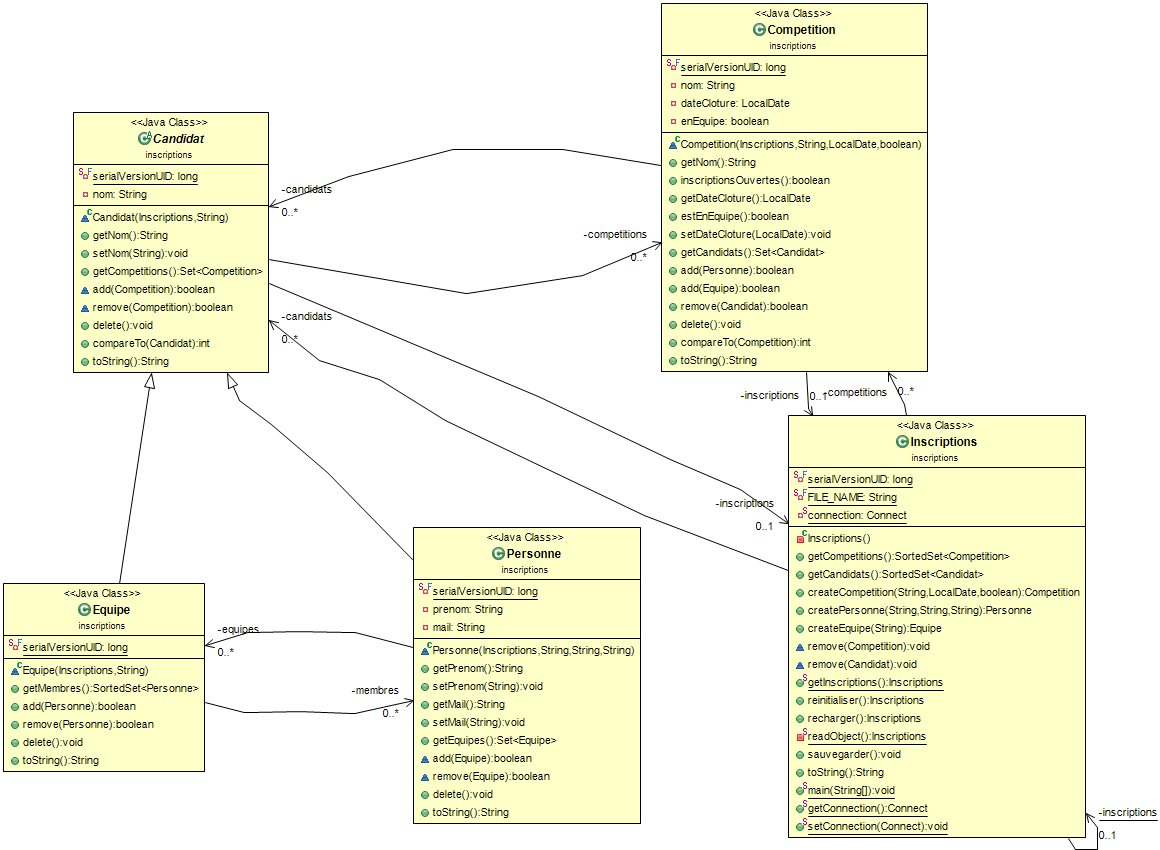 <<Java Class>>
Competition
inscriptions
serialVersionUID: long
nom: String
dateCloture: LocalDate
enEquipe: boolean
Competition(Inscriptions,String,LocalDate,boolean)
getNom():String
inscriptionsOuvertes():boolean
getDateCloture():LocalDate
estEnEquipe():boolean
setDateCloture(LocalDate):void
getCandidats():Set<Candidat>
add(Personne):boolean
add(Equipe):boolean
remove(Candidat):boolean
delete():void
compareTo(Competition):int
toString():String
<<Java Class>>
Candidat
inscriptions
serialVersionUID: long
nom: String
Candidat(Inscriptions,String)
getNom():String
setNom(String):void
getCompetitions():Set<Competition>
add(Competition):boolean
remove(Competition):boolean
delete():void
compareTo(Candidat):int
toString():String
-candidats
0..*
-competitions
0..*
-candidats
0..*
-inscriptions
0..1
-competitions
0..*
-inscriptions
0..1
<<Java Class>>
Inscriptions
inscriptions
serialVersionUID: long
FILE_NAME: String
connection: Connect
Inscriptions()
getCompetitions():SortedSet<Competition>
getCandidats():SortedSet<Candidat>
createCompetition(String,LocalDate,boolean):Competition
createPersonne(String,String,String):Personne
createEquipe(String):Equipe
remove(Competition):void
remove(Candidat):void
getInscriptions():Inscriptions
reinitialiser():Inscriptions
recharger():Inscriptions
readObject():Inscriptions
sauvegarder():void
toString():String
main(String[]):void
getConnection():Connect
setConnection(Connect):void
-inscriptions
0..1
<<Java Class>>
Personne
inscriptions
serialVersionUID: long
prenom: String
mail: String
Personne(Inscriptions,String,String,String)
getPrenom():String
setPrenom(String):void
getMail():String
setMail(String):void
getEquipes():Set<Equipe>
add(Equipe):boolean
remove(Equipe):boolean
delete():void
toString():String
<<Java Class>>
Equipe
inscriptions
serialVersionUID: long
Equipe(Inscriptions,String)
getMembres():SortedSet<Personne>
add(Personne):boolean
remove(Personne):boolean
delete():void
toString():String
-equipes
0..*
-membres
0..*